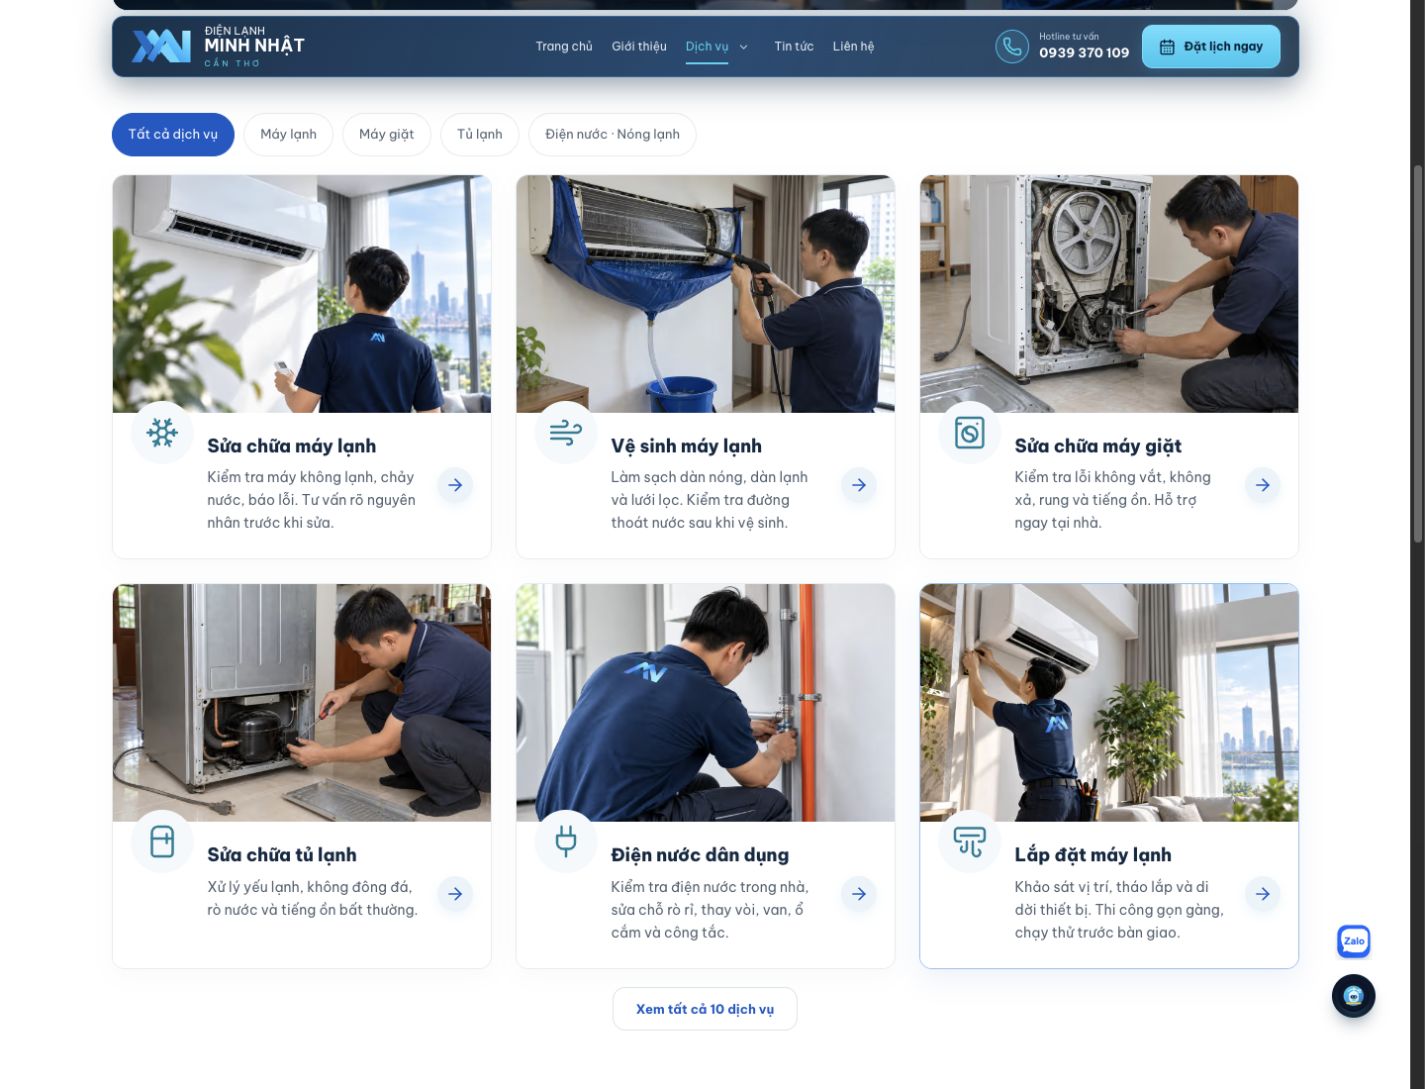 ĐIỆN LẠNH
MINH NHẬT
CẦN THƠ
Trang chủ
Giới thiệu
Dịch vụ
Tin tức
Liên hệ
Hotline tư vấn
0939 370 109
Đặt lịch ngay
Tất cả dịch vụ
Máy lạnh
Máy giặt
Tủ lạnh
Điện nước · Nóng lạnh
Sửa chữa máy lạnh
Kiểm tra máy không lạnh, chảy
nước, báo lỗi. Tư vấn rõ nguyên
nhân trước khi sửa.
Vệ sinh máy lạnh
Làm sạch dàn nóng, dàn lạnh
và lưới lọc. Kiểm tra đường
thoát nước sau khi vệ sinh.
Sửa chữa máy giặt
Kiểm tra lỗi không vắt, không
xả, rung và tiếng ồn. Hỗ trợ
ngay tại nhà.
Sửa chữa tủ lạnh
Xử lý yếu lạnh, không đông đá,
rò nước và tiếng ồn bất thường.
Điện nước dân dụng
Kiểm tra điện nước trong nhà,
sửa chỗ rò rỉ, thay vòi, van, ổ
cắm và công tắc.
Lắp đặt máy lạnh
Khảo sát vị trí, tháo lắp và di
dời thiết bị. Thi công gọn gàng,
chạy thử trước bàn giao.
Zalo
Xem tất cả 10 dịch vụ